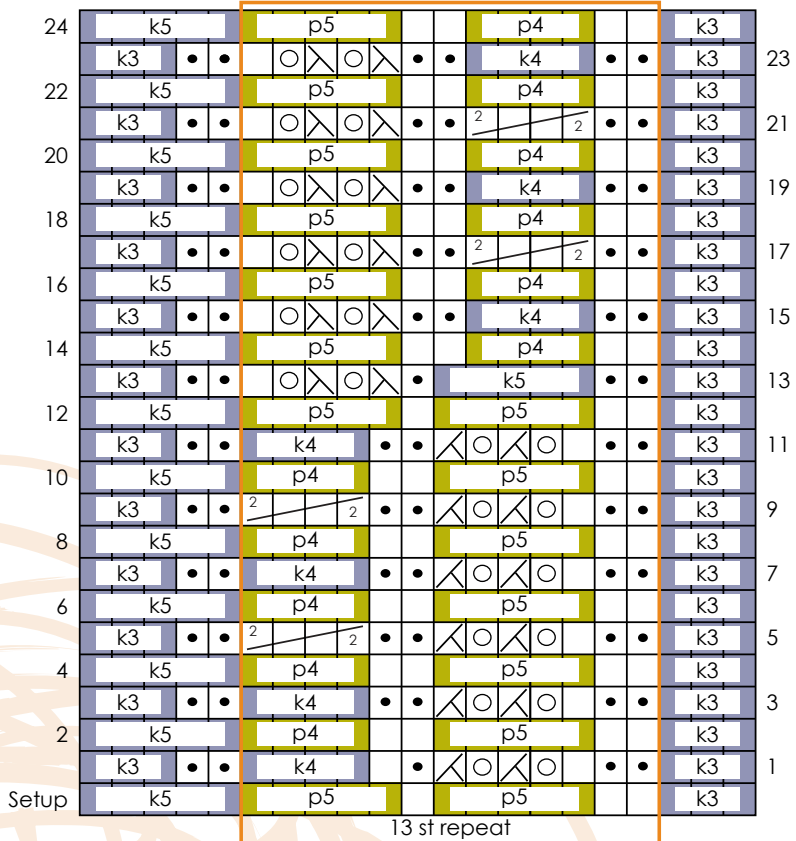 24 k5 p5 p4 k3
k3 k4 k3 23
22 k5 p5 p4 k3
k3 2 2 k3 21
20 k5 p5 p4 k3
k3 k4 k3 19
18 k5 p5 p4 k3
k3 2 2 k3 17
16 k5 p5 p4 k3
k3 k4 k3 15
14 k5 p5 p4 k3
k3 k5 k3 13
12 k5 p5 p5 k3
k3 k4 k3 11
10 k5 p4 p5 k3
k3 2 2 k3 9
8 k5 p4 p5 k3
k3 k4 k3 7
6 k5 p4 p5 k3
k3 2 2 k3 5
4 k5 p4 p5 k3
k3 k4 k3 3
2 k5 p4 p5 k3
k3 k4 k3 1
Setup k5 p5 p5 k3
13 st repeat